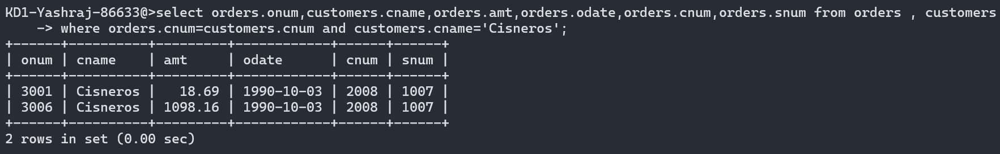 KD1-Yashraj-86633@>select orders.onum,customers.cname,orders.amt,orders.odate,orders.cnum,orders.snum from orders , customers
    -> where orders.cnum=customers.cnum and customers.cname='Cisneros';
+------+----------+---------+------------+------+------+
| onum | cname    | amt     | odate      | cnum | snum |
+------+----------+---------+------------+------+------+
| 3001 | Cisneros |   18.69 | 1990-10-03 | 2008 | 1007 |
| 3006 | Cisneros | 1098.16 | 1990-10-03 | 2008 | 1007 |
+------+----------+---------+------------+------+------+
2 rows in set (0.00 sec)